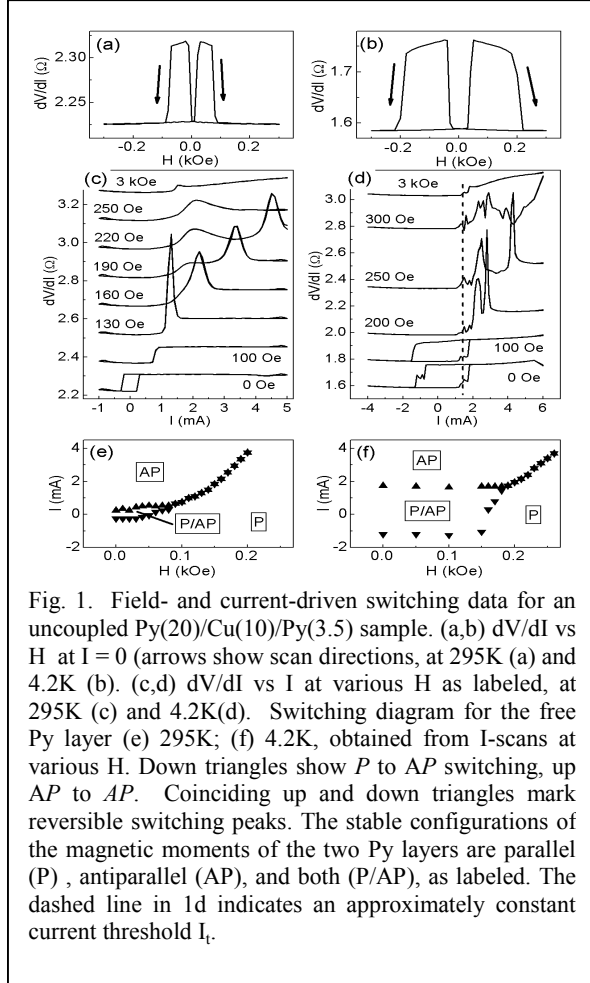 (a)
(b)
2.30
2.25
dV/dI (Ω)
-0.2 0.0 0.2
H (kOe)
1.7
1.6
dV/dI (Ω)
-0.2 0.0 0.2
H (kOe)
(c)
3 kOe
250 Oe
220 Oe
190 Oe
160 Oe
130 Oe
100 Oe
0 Oe
3.2
3.0
2.8
2.6
2.4
2.2
dV/dI (Ω)
-1 0 1 2 3 4 5
I (mA)
(d)
3 kOe
300 Oe
250 Oe
200 Oe
100 Oe
0 Oe
3.2
3.0
2.8
2.6
2.4
2.2
2.0
1.8
1.6
dV/dI (Ω)
-4 -2 0 2 4 6
I (mA)
(e)
AP
P/AP
P
4
2
0
-2
I (mA)
0.0 0.1 0.2
H (kOe)
(f)
AP
P/AP
P
4
2
0
-2
I (mA)
0.0 0.1 0.2
H (kOe)
Fig. 1. Field- and current-driven switching data for an
uncoupled Py(20)/Cu(10)/Py(3.5) sample. (a,b) dV/dI vs
H at I = 0 (arrows show scan directions, at 295K (a) and
4.2K (b). (c,d) dV/dI vs I at various H as labeled, at
295K (c) and 4.2K(d). Switching diagram for the free
Py layer (e) 295K; (f) 4.2K, obtained from I-scans at
various H. Down triangles show P to AP switching, up
AP to AP. Coinciding up and down triangles mark
reversible switching peaks. The stable configurations of
the magnetic moments of the two Py layers are parallel
(P) , antiparallel (AP), and both (P/AP), as labeled. The
dashed line in 1d indicates an approximately constant
current threshold Iₜ.